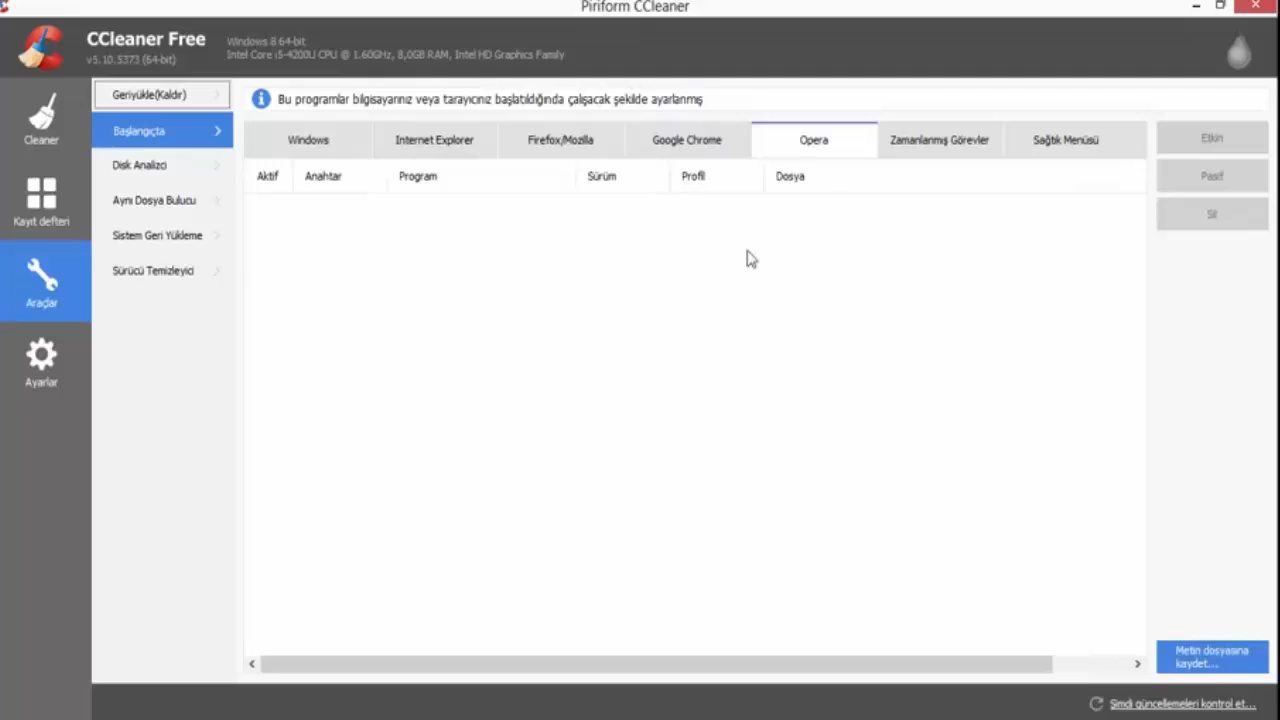 Piriform CCleaner
CCleaner Free
v5.10.5373 (64-bit)
Windows 8 64-bit
Intel Core i5-4200U CPU @ 1.60GHz, 8,0GB RAM, Intel HD Graphics Family
Cleaner
Kayıt defteri
Araçlar
Ayarlar
Geriyükle(Kaldır)
Başlangıçta
Disk Analizci
Aynı Dosya Bulucu
Sistem Geri Yükleme
Sürücü Temizleyici
Bu programlar bilgisayarınız veya tarayıcınız başlatıldığında çalşacak şekilde ayarlanmış
Windows
Internet Explorer
Firefox/Mozilla
Google Chrome
Opera
Zamanlanmış Görevler
Sağtık Menüsü
Aktif
Anahtar
Program
Sürüm
Profil
Dosya
Etkin
Pasif
Sil
Metin dosyasına
kaydet...
Şimdi güncellemeleri kontrol et...